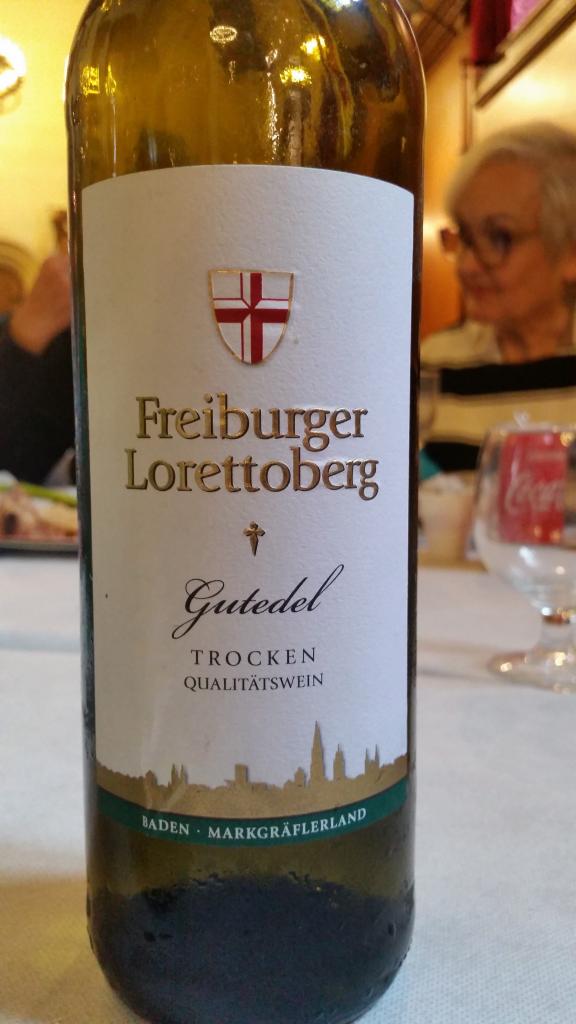 Freiburger
Lorettoberg
Gutedel
TROCKEN
QUALITÄTSWEIN
BADEN · MARKGRÄFLERLAND